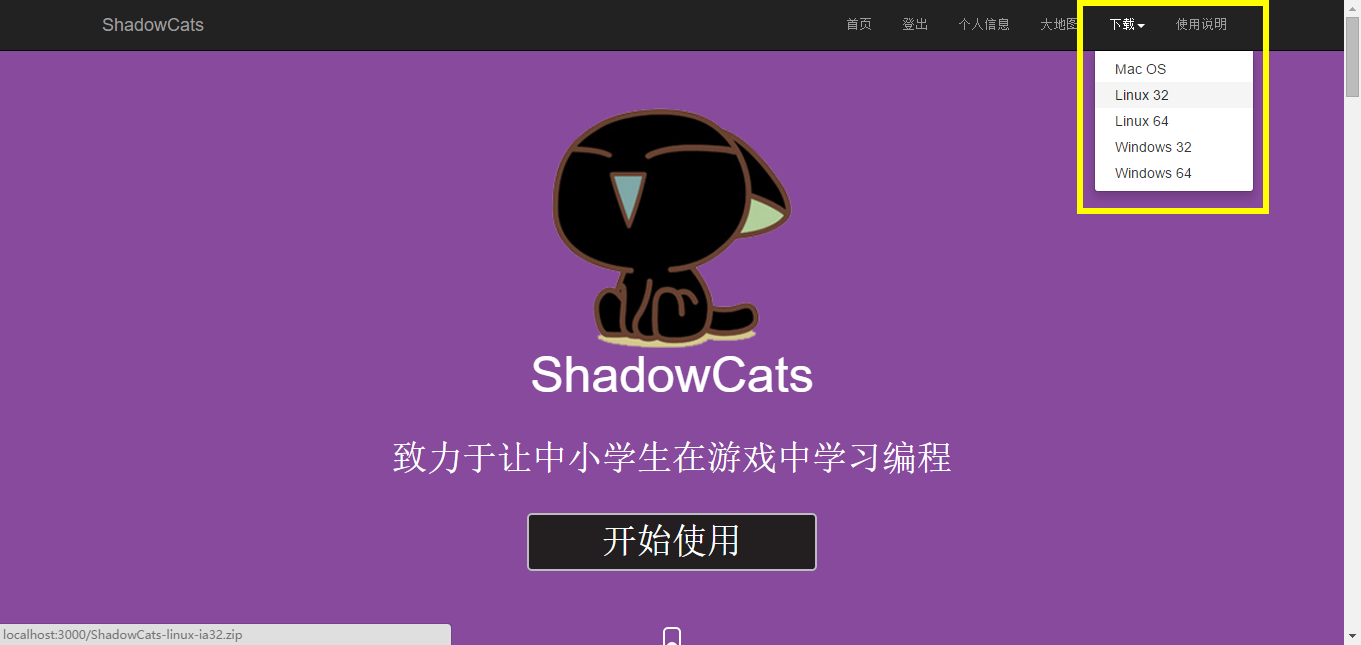 ShadowCats 首页 登出 个人信息 大地图 下载 使用说明
Mac OS
Linux 32
Linux 64
Windows 32
Windows 64
ShadowCats
致力于让中小学生在游戏中学习编程
开始使用
localhost:3000/ShadowCats-linux-ia32.zip